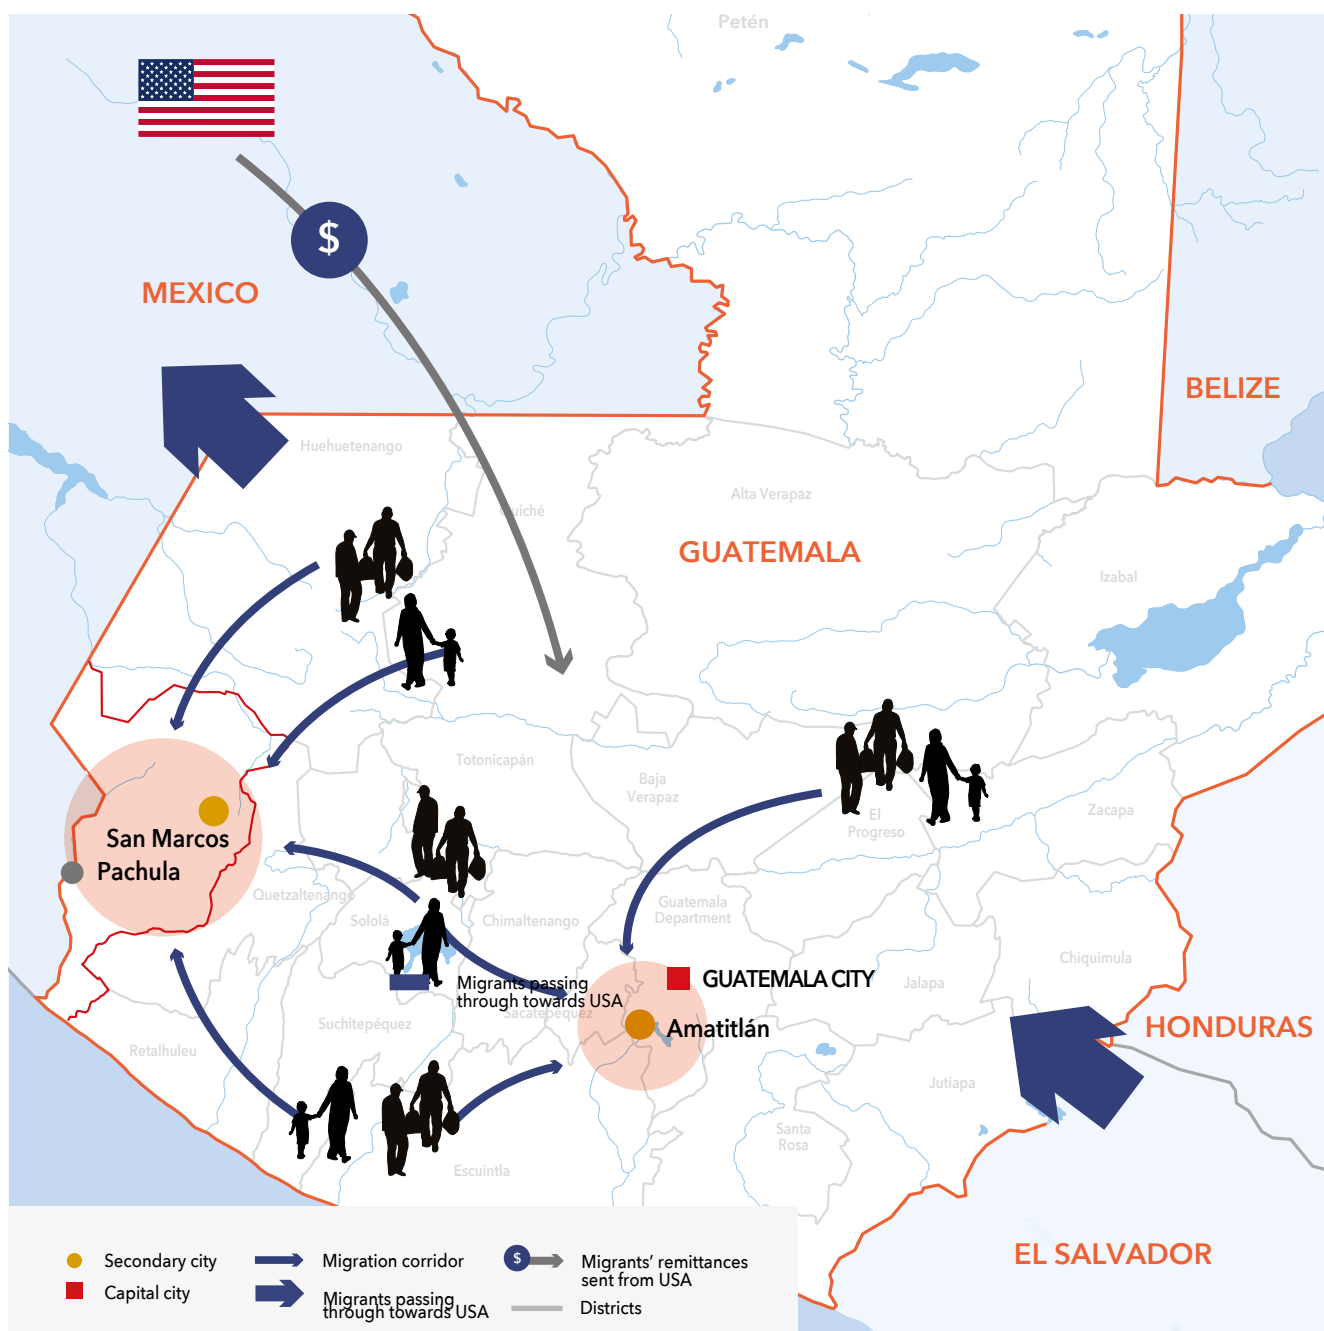 Petén
$
MEXICO
BELIZE
Huehuetenango
Quiché
Alta Verapaz
GUATEMALA
Izabal
Totonicapán
Baja
Verapaz
El
Progreso
Zacapa
San Marcos
Pachula
Quetzaltenango
Sololá
Chimaltenango
Guatemala
Department
Chiquimula
GUATEMALA CITY
Jalapa
Migrants passing
through towards USA
Sacatepéquez
Suchitepéquez
Amatitlán
HONDURAS
Retalhuleu
Jutiapa
Santa
Rosa
Escuintla
EL SALVADOR
Secondary city
Capital city
Migration corridor
Migrants passing
through towards USA
$
Migrants’ remittances
sent from USA
Districts